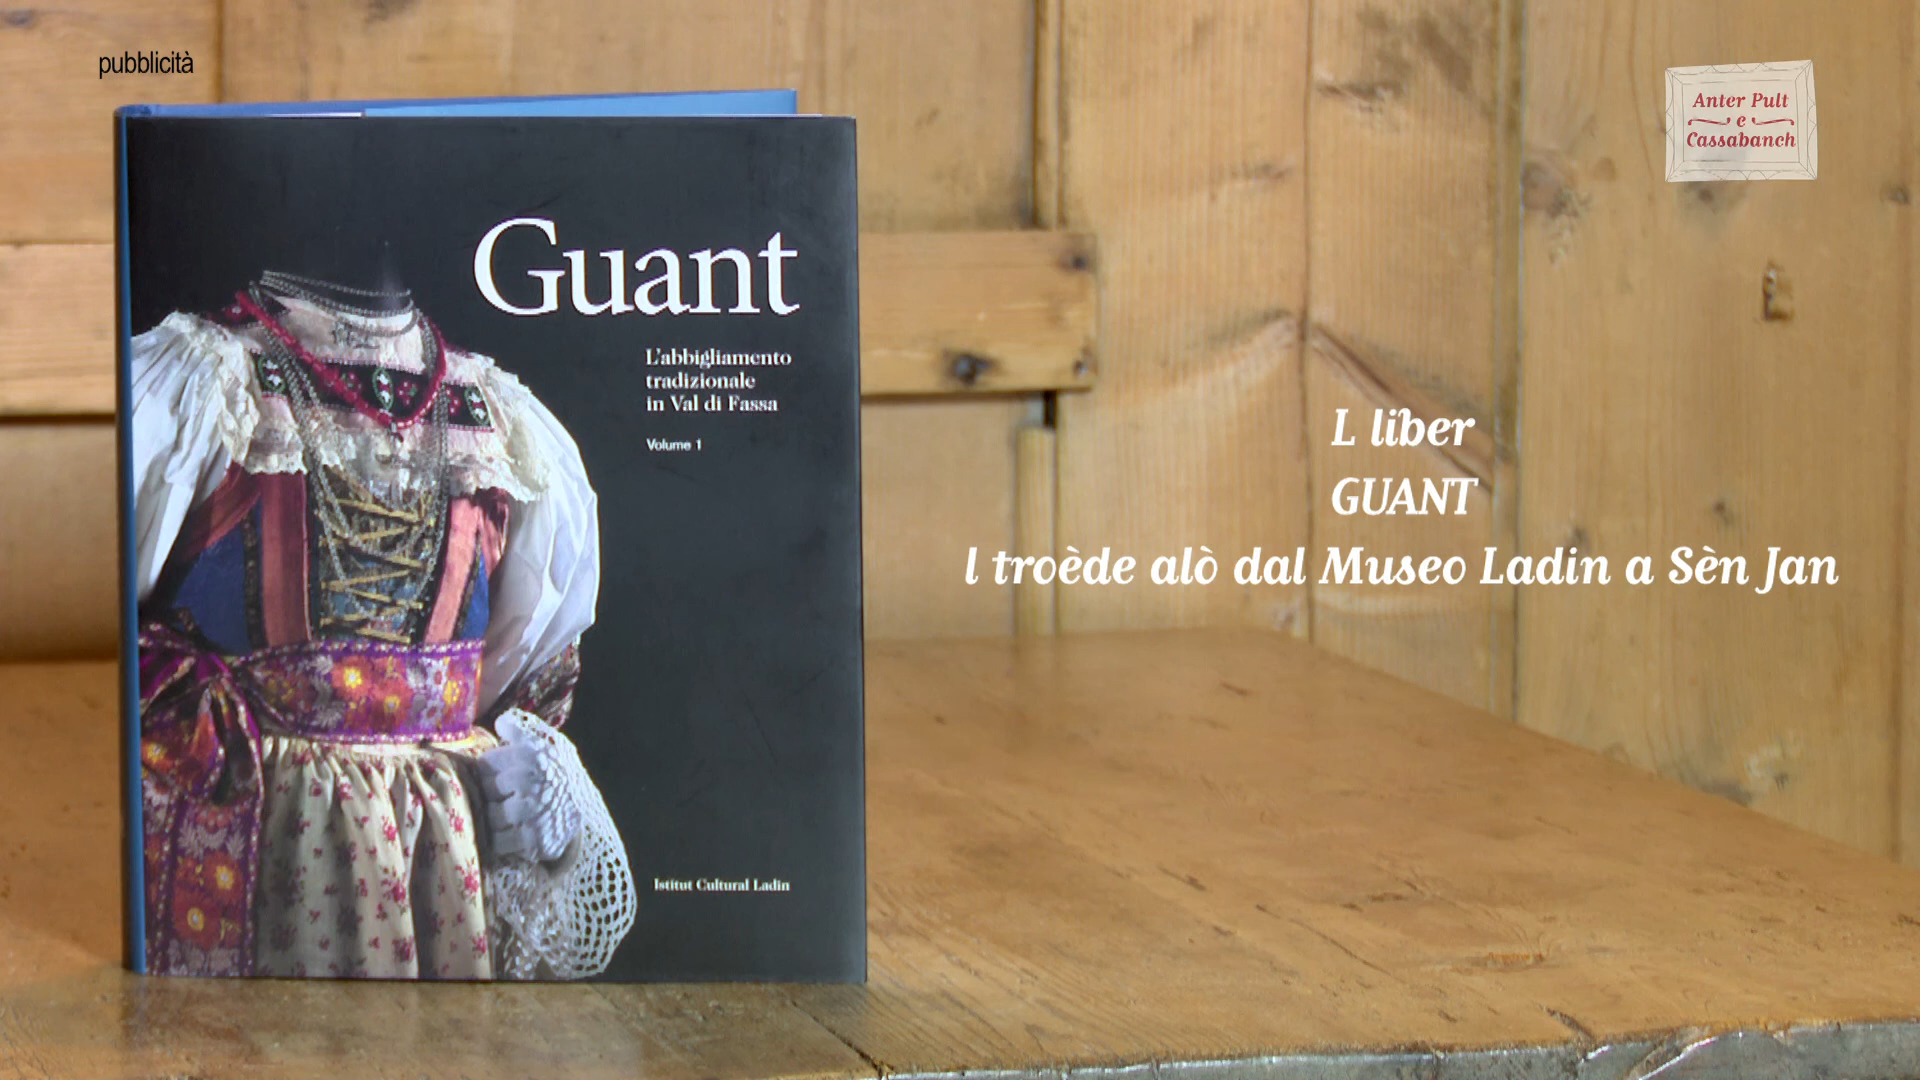 pubblicità
Anter Pult
e
Cassabanch
Guant
L'abbigliamento
tradizionale
in Val di Fassa
Volume 1
Istitut Cultural Ladin
L liber
GUANT
l troède alò dal Museo Ladin a Sèn Jan